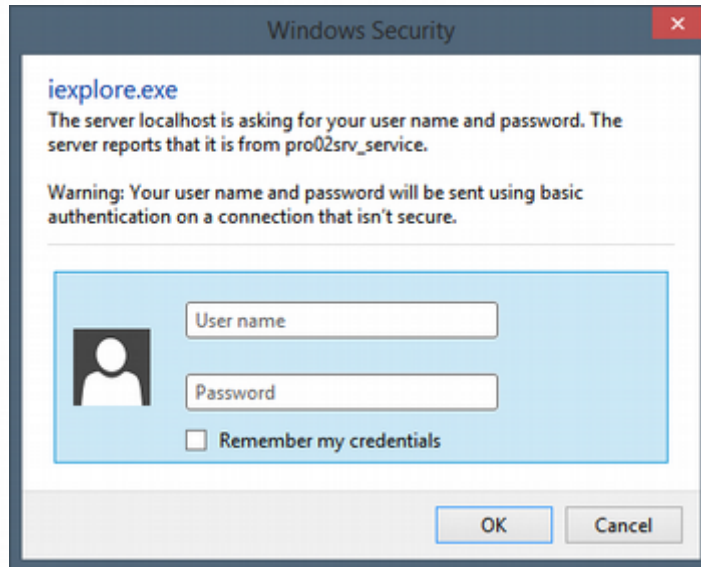 Windows Security
iexplore.exe
The server localhost is asking for your user name and password. The
server reports that it is from pro02srv_service.
Warning: Your user name and password will be sent using basic
authentication on a connection that isn't secure.
User name
Password
Remember my credentials
OK
Cancel